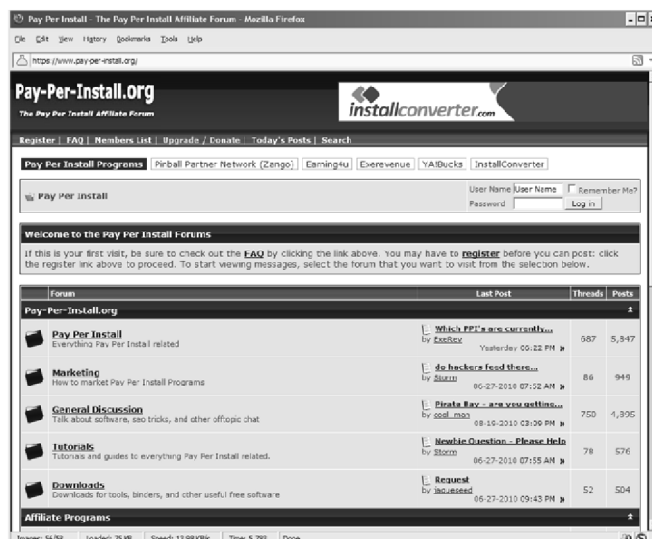 Pay Per Install - The Pay Per Install Affiliate Forum - Mozilla Firefox
File Edit View History Bookmarks Tools Help
https://www.pay-per-install.org/
Pay-Per-Install.org
The Pay Per Install Affiliate Forum
installconverter.com
Register | FAQ | Members List | Upgrade / Donate | Today's Posts | Search
Pay Per Install Programs Pinball Partner Network (Zango) Earning4u Exerevenue YA!Bucks InstallConverter
Pay Per Install
User Name User Name Remember Me?
Password Log in
Welcome to the Pay Per Install Forums
If this is your first visit, be sure to check out the FAQ by clicking the link above. You may have to register before you can post: click
the register link above to proceed. To start viewing messages, select the forum that you want to visit from the selection below.
Forum Last Post Threads Posts
Pay-Per-Install.org
Pay Per Install
Everything Pay Per Install related
Which PPI's are currently...
by ExeRev
Yesterday 06:22 PM
687 5,847
Marketing
How to market Pay Per Install Programs
do hackers feed there...
by Storm
06-27-2010 07:52 AM
86 949
General Discussion
Talk about software, seo tricks, and other offtopic chat
Pirate Bay - are you getting...
by cool_man
08-19-2010 03:09 PM
750 4,395
Tutorials
Tutorials and guides to everything Pay Per Install related.
Newbie Question - Please Help
by Storm
06-27-2010 07:55 AM
78 576
Downloads
Downloads for tools, binders, and other useful free software
Request
by
06-27-2010 09:43 PM
52 504
Affiliate Programs
Images: Loaded: 75 KB Speed: Time: Done